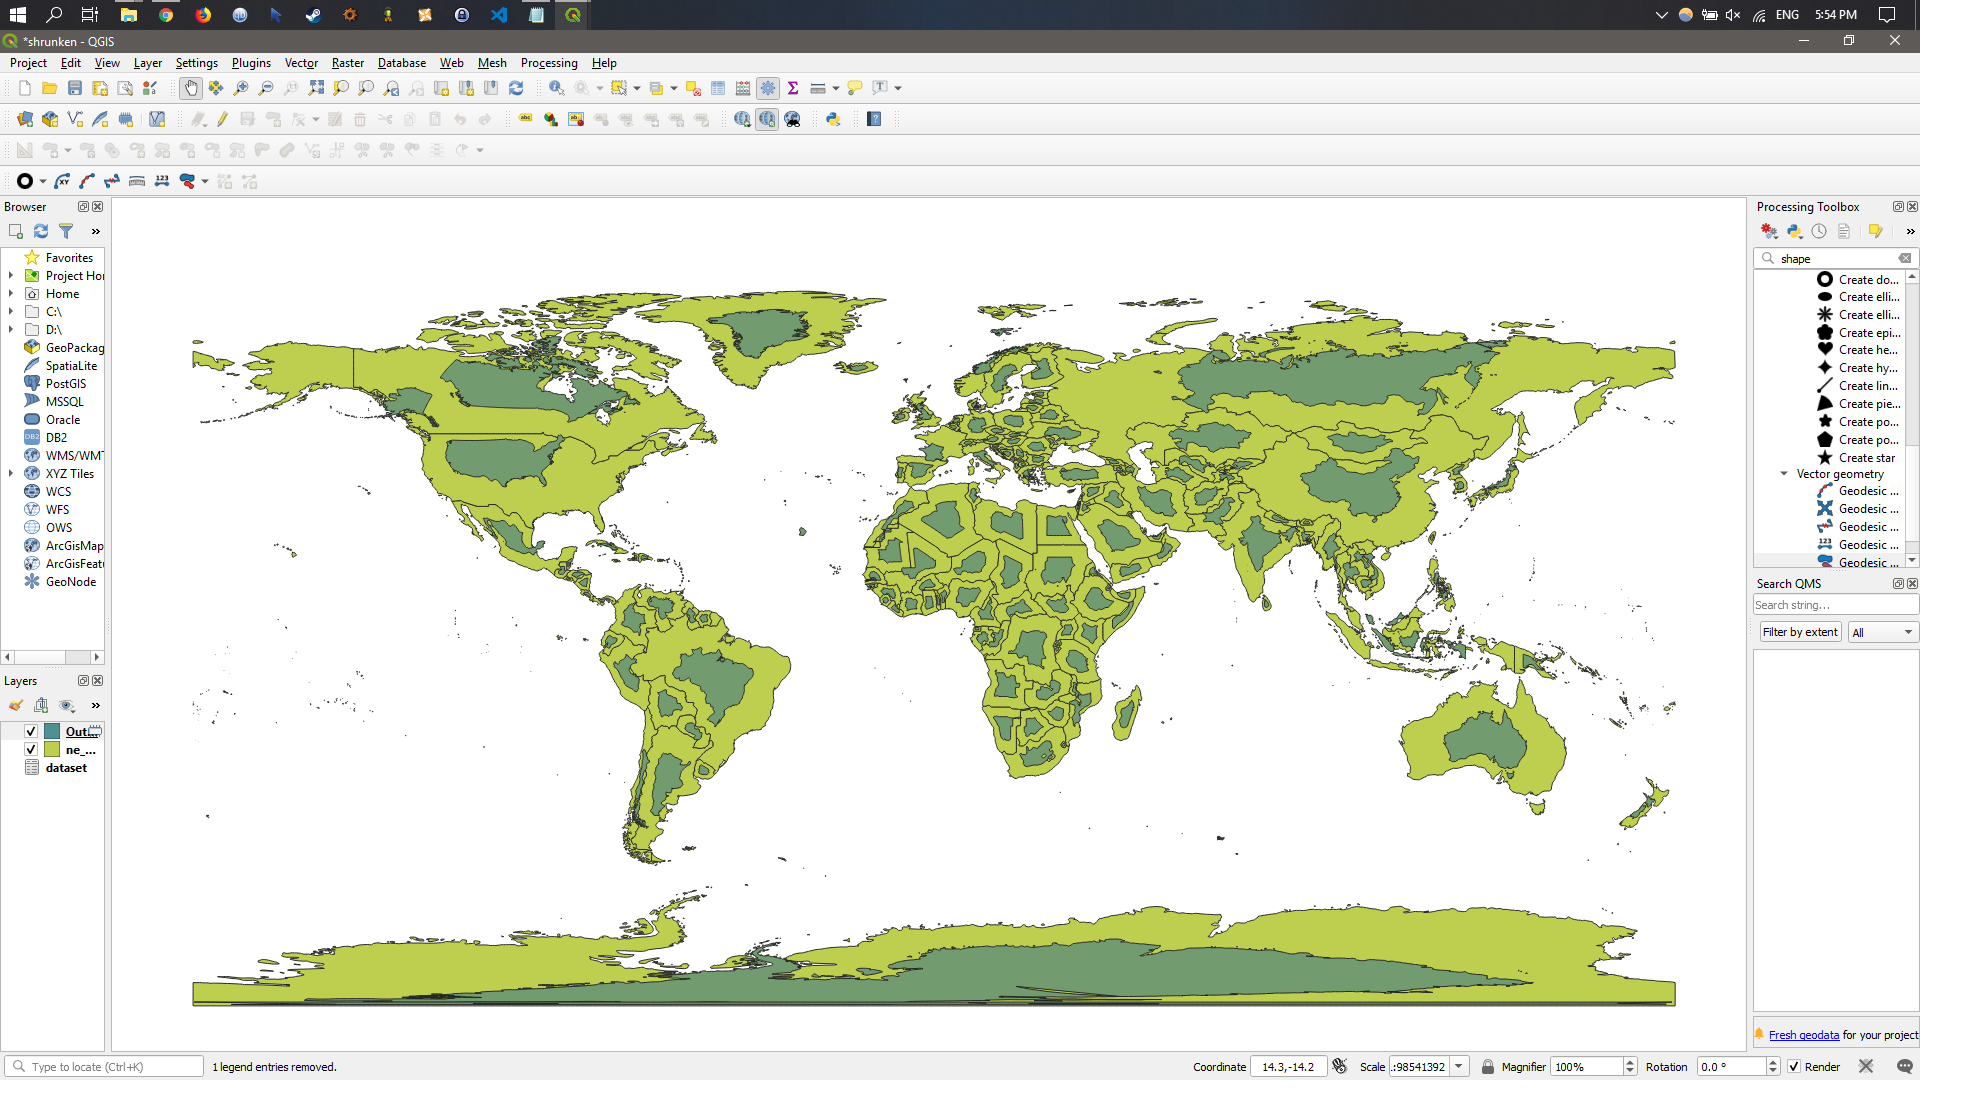 ENG 5:54 PM
*shrunken - QGIS
Project Edit View Layer Settings Plugins Vector Raster Database Web Mesh Processing Help
Browser
Favorites
Project Hor
Home
C:\
D:\
GeoPackag
SpatiaLite
PostGIS
MSSQL
Oracle
DB2
DB2
WMS/WMT
XYZ Tiles
WCS
WFS
OWS
ArcGisMap
ArcGisFeatu
GeoNode
Layers
Out...
ne_...
dataset
Processing Toolbox
shape
Create do...
Create elli...
Create elli...
Create epi...
Create he...
Create hy...
Create lin...
Create pie...
Create po...
Create po...
Create star
Vector geometry
Geodesic ...
Geodesic ...
Geodesic ...
123 Geodesic ...
Geodesic ...
Search QMS
Search string...
Filter by extent All
Fresh geodata for your project
Type to locate (Ctrl+K) 1 legend entries removed. Coordinate 14.3,-14.2 Scale .:98541392 Magnifier 100% Rotation 0.0 ° Render